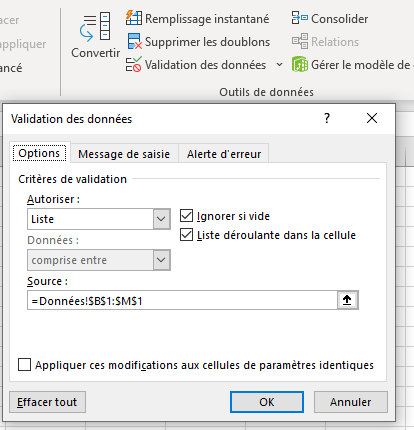 acer
Remplissage instantané
Consolider
appliquer
Supprimer les doublons
Relations
ancé
Convertir
Validation des données
Gérer le modèle de
Outils de données
Validation des données
Options
Message de saisie
Alerte d'erreur
Critères de validation
Autoriser :
Liste
Ignorer si vide
Données :
Liste déroulante dans la cellule
comprise entre
Source :
=Données!$B$1:$M$1
Appliquer ces modifications aux cellules de paramètres identiques
Effacer tout
OK
Annuler